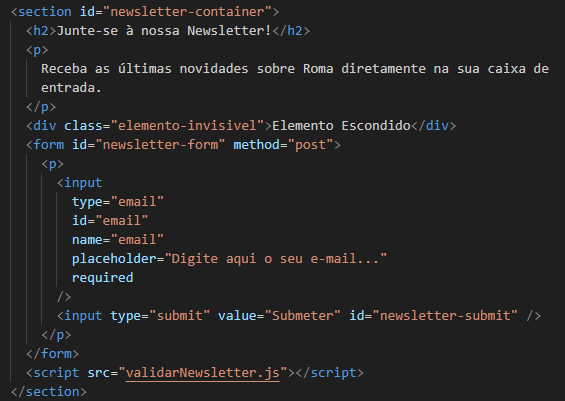 <section id="newsletter-container">
<h2>Junte-se à nossa Newsletter!</h2>
<p>
Receba as últimas novidades sobre Roma diretamente na sua caixa de
entrada.
</p>
<div class="elemento-invisivel">Elemento Escondido</div>
<form id="newsletter-form" method="post">
<p>
<input
type="email"
id="email"
name="email"
placeholder="Digite aqui o seu e-mail..."
required
/>
<input type="submit" value="Submeter" id="newsletter-submit" />
</p>
</form>
<script src="validarNewsletter.js"></script>
</section>